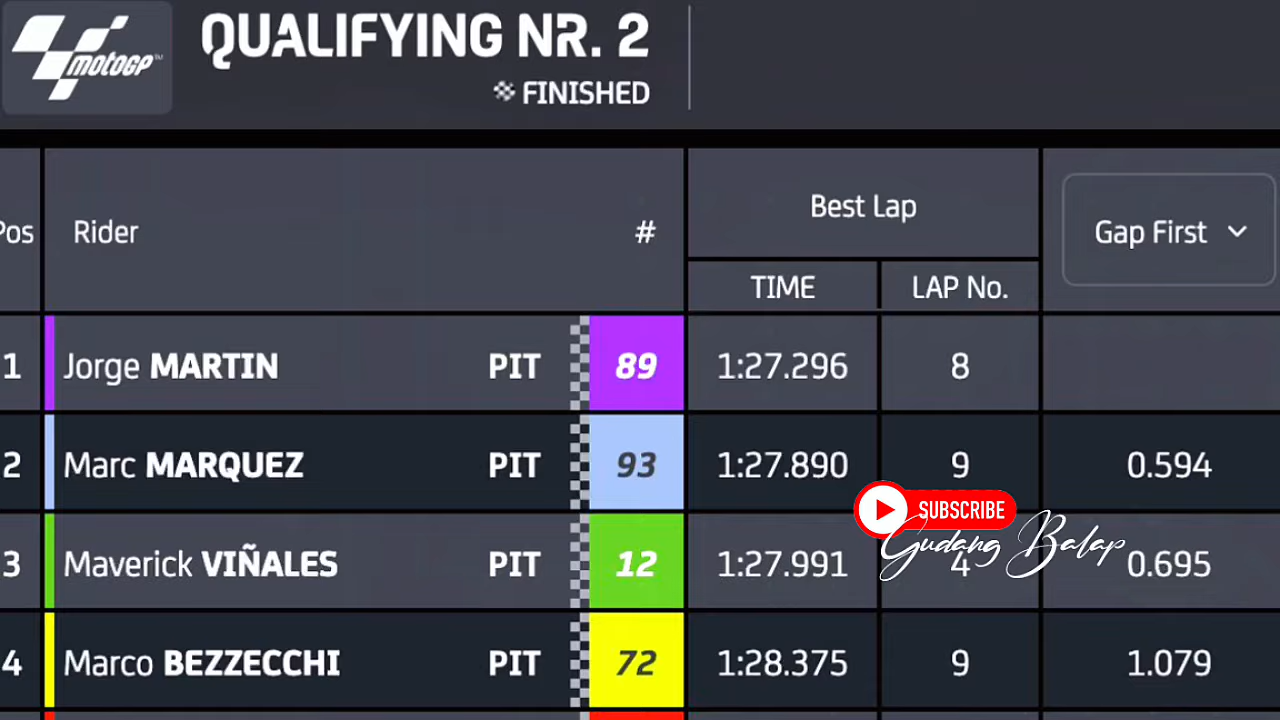 motoGP™
QUALIFYING NR. 2
FINISHED
Pos Rider # Best Lap Gap First
TIME LAP No.
1 Jorge MARTIN PIT 89 1:27.296 8
2 Marc MARQUEZ PIT 93 1:27.890 9 0.594
SUBSCRIBE
Gudang Balap
3 Maverick VIÑALES PIT 12 1:27.991 4 0.695
4 Marco BEZZECCHI PIT 72 1:28.375 9 1.079